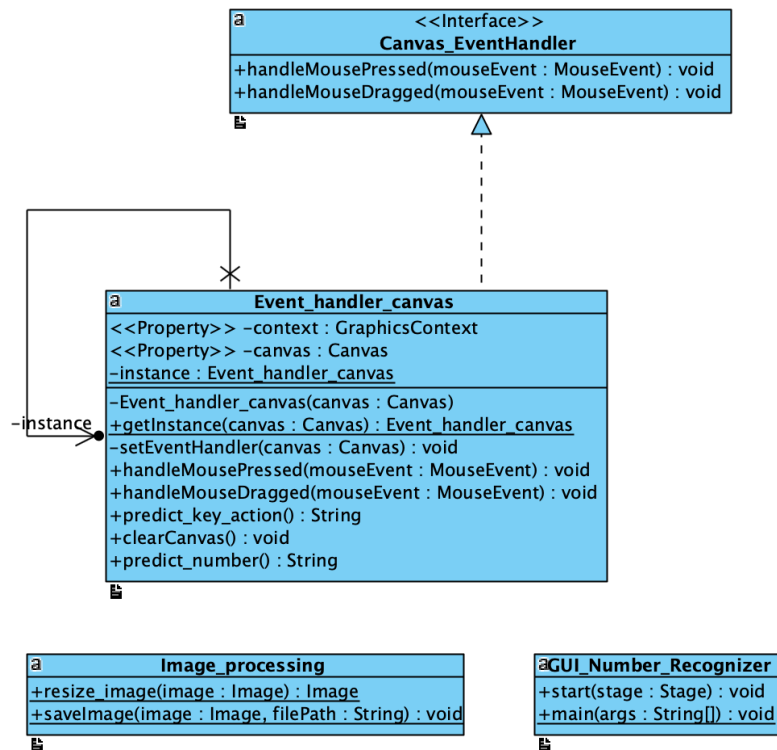 a
<<Interface>>
Canvas_EventHandler
+handleMousePressed(mouseEvent : MouseEvent) : void
+handleMouseDragged(mouseEvent : MouseEvent) : void
a
Event_handler_canvas
<<Property>> -context : GraphicsContext
<<Property>> -canvas : Canvas
-instance : Event_handler_canvas
-Event_handler_canvas(canvas : Canvas)
+getInstance(canvas : Canvas) : Event_handler_canvas
-setEventHandler(canvas : Canvas) : void
+handleMousePressed(mouseEvent : MouseEvent) : void
+handleMouseDragged(mouseEvent : MouseEvent) : void
+predict_key_action() : String
+clearCanvas() : void
+predict_number() : String
-instance
a
Image_processing
+resize_image(image : Image) : Image
+saveImage(image : Image, filePath : String) : void
a
GUI_Number_Recognizer
+start(stage : Stage) : void
+main(args : String[]) : void